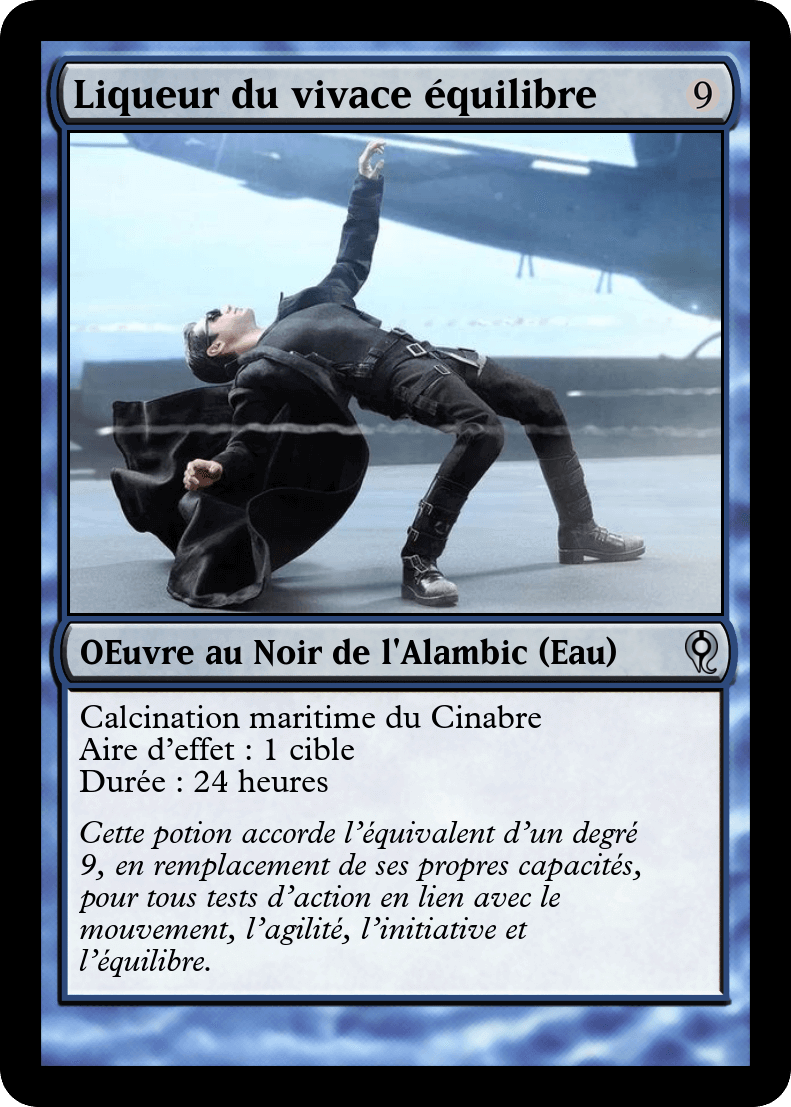 Liqueur du vivace équilibre 9
OEuvre au Noir de l'Alambic (Eau)
Calcination maritime du Cinabre
Aire d’effet : 1 cible
Durée : 24 heures
Cette potion accorde l’équivalent d’un degré
9, en remplacement de ses propres capacités,
pour tous tests d’action en lien avec le
mouvement, l’agilité, l’initiative et
l’équilibre.